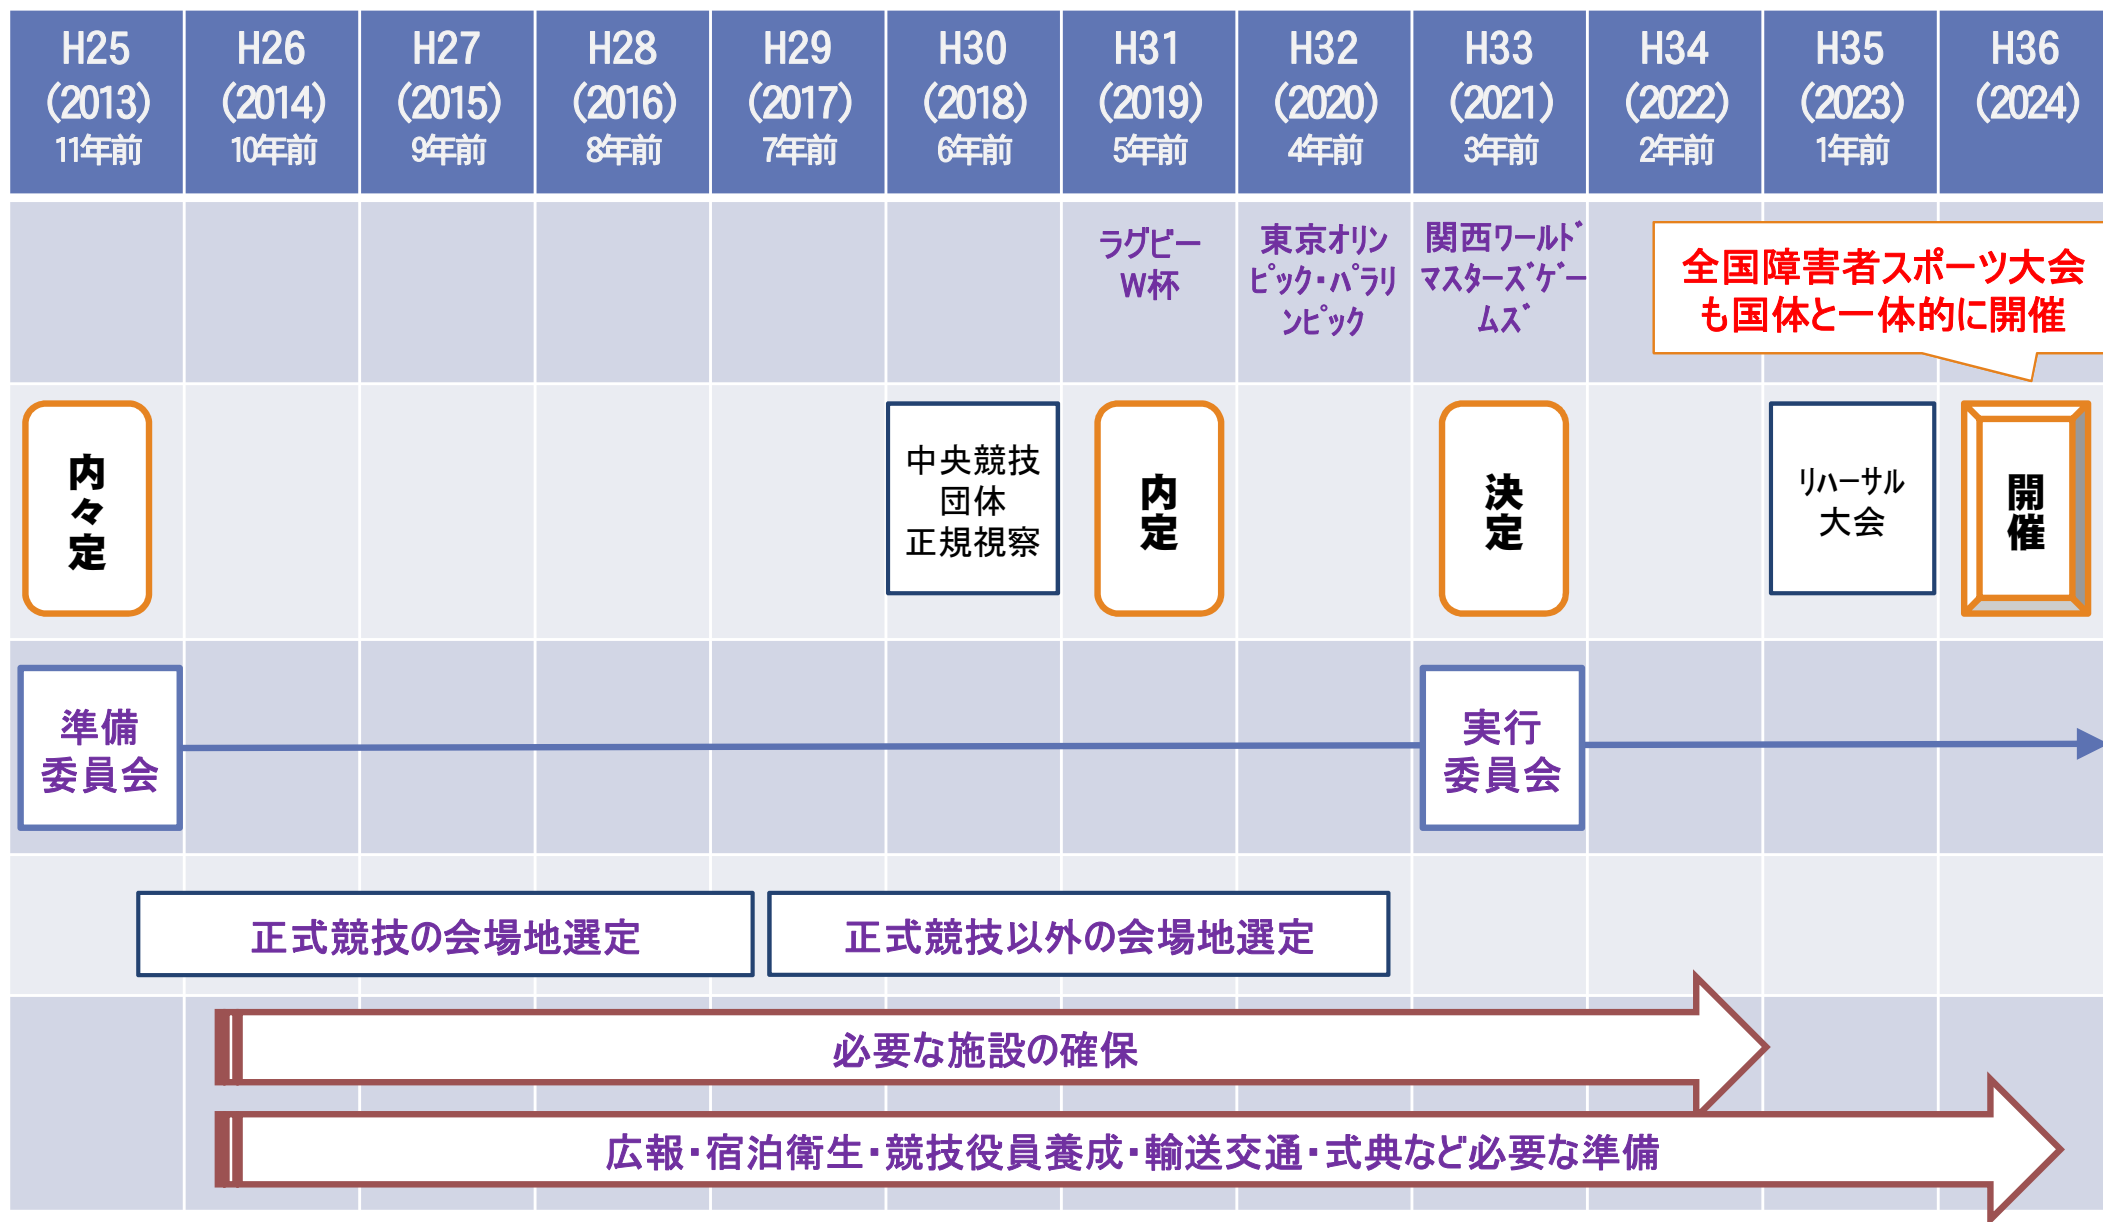 H25
(2013)
11年前
H26
(2014)
10年前
H27
(2015)
9年前
H28
(2016)
8年前
H29
(2017)
7年前
H30
(2018)
6年前
H31
(2019)
5年前
H32
(2020)
4年前
H33
(2021)
3年前
H34
(2022)
2年前
H35
(2023)
1年前
H36
(2024)
ラグビー
W杯
東京オリン
ピック・パラリ
ンピック
関西ワールド
マスターズゲー
ムズ
全国障害者スポーツ大会
も国体と一体的に開催
内々定
中央競技
団体
正規視察
内定
決定
リハーサル
大会
開催
準備
委員会
実行
委員会
正式競技の会場地選定
正式競技以外の会場地選定
必要な施設の確保
広報・宿泊衛生・競技役員養成・輸送交通・式典など必要な準備